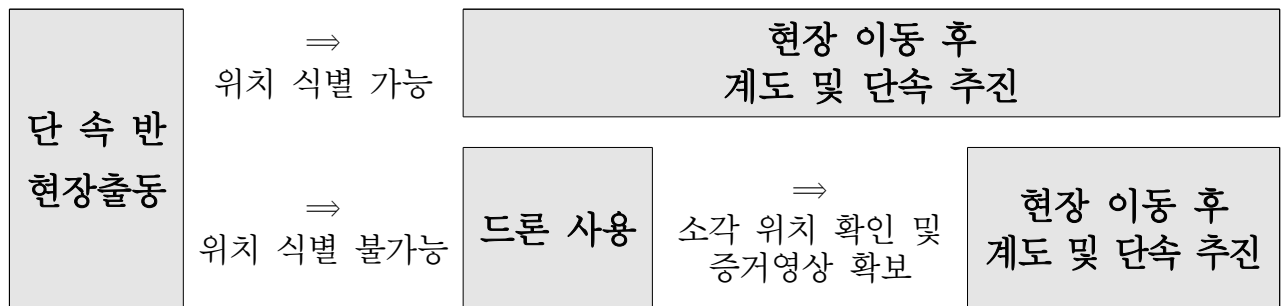 단 속 반
현장출동
⇒
위치 식별 가능
현장 이동 후
계도 및 단속 추진
⇒
위치 식별 불가능
드론 사용
⇒
소각 위치 확인 및
증거영상 확보
현장 이동 후
계도 및 단속 추진